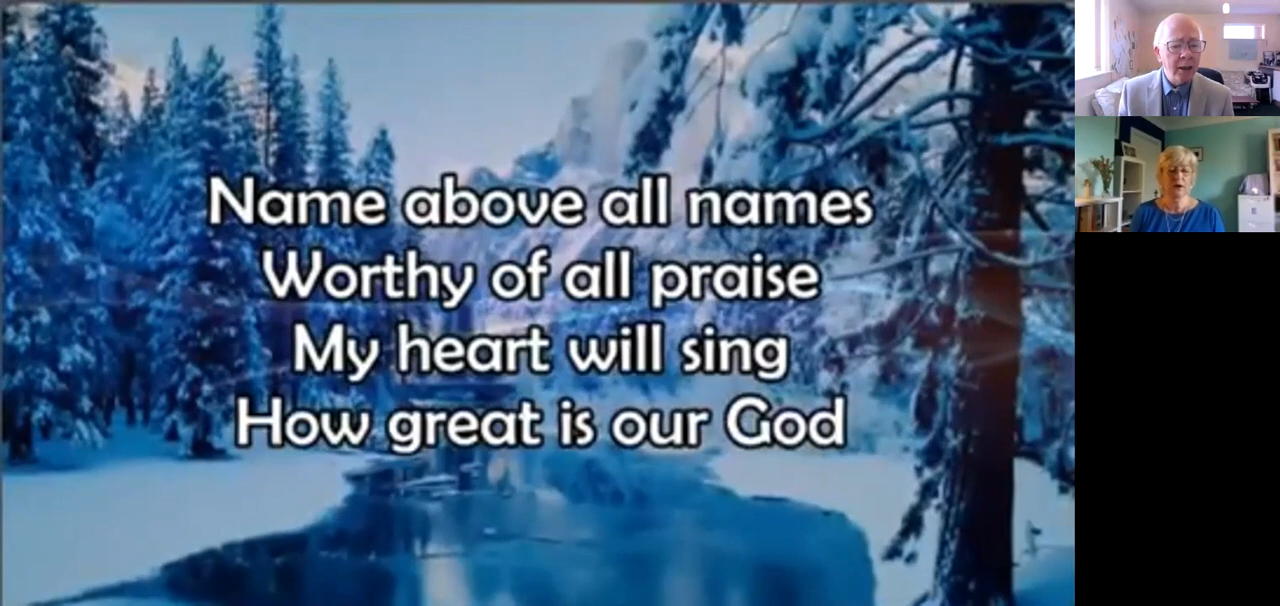 Name above all names
Worthy of all praise
My heart will sing
How great is our God